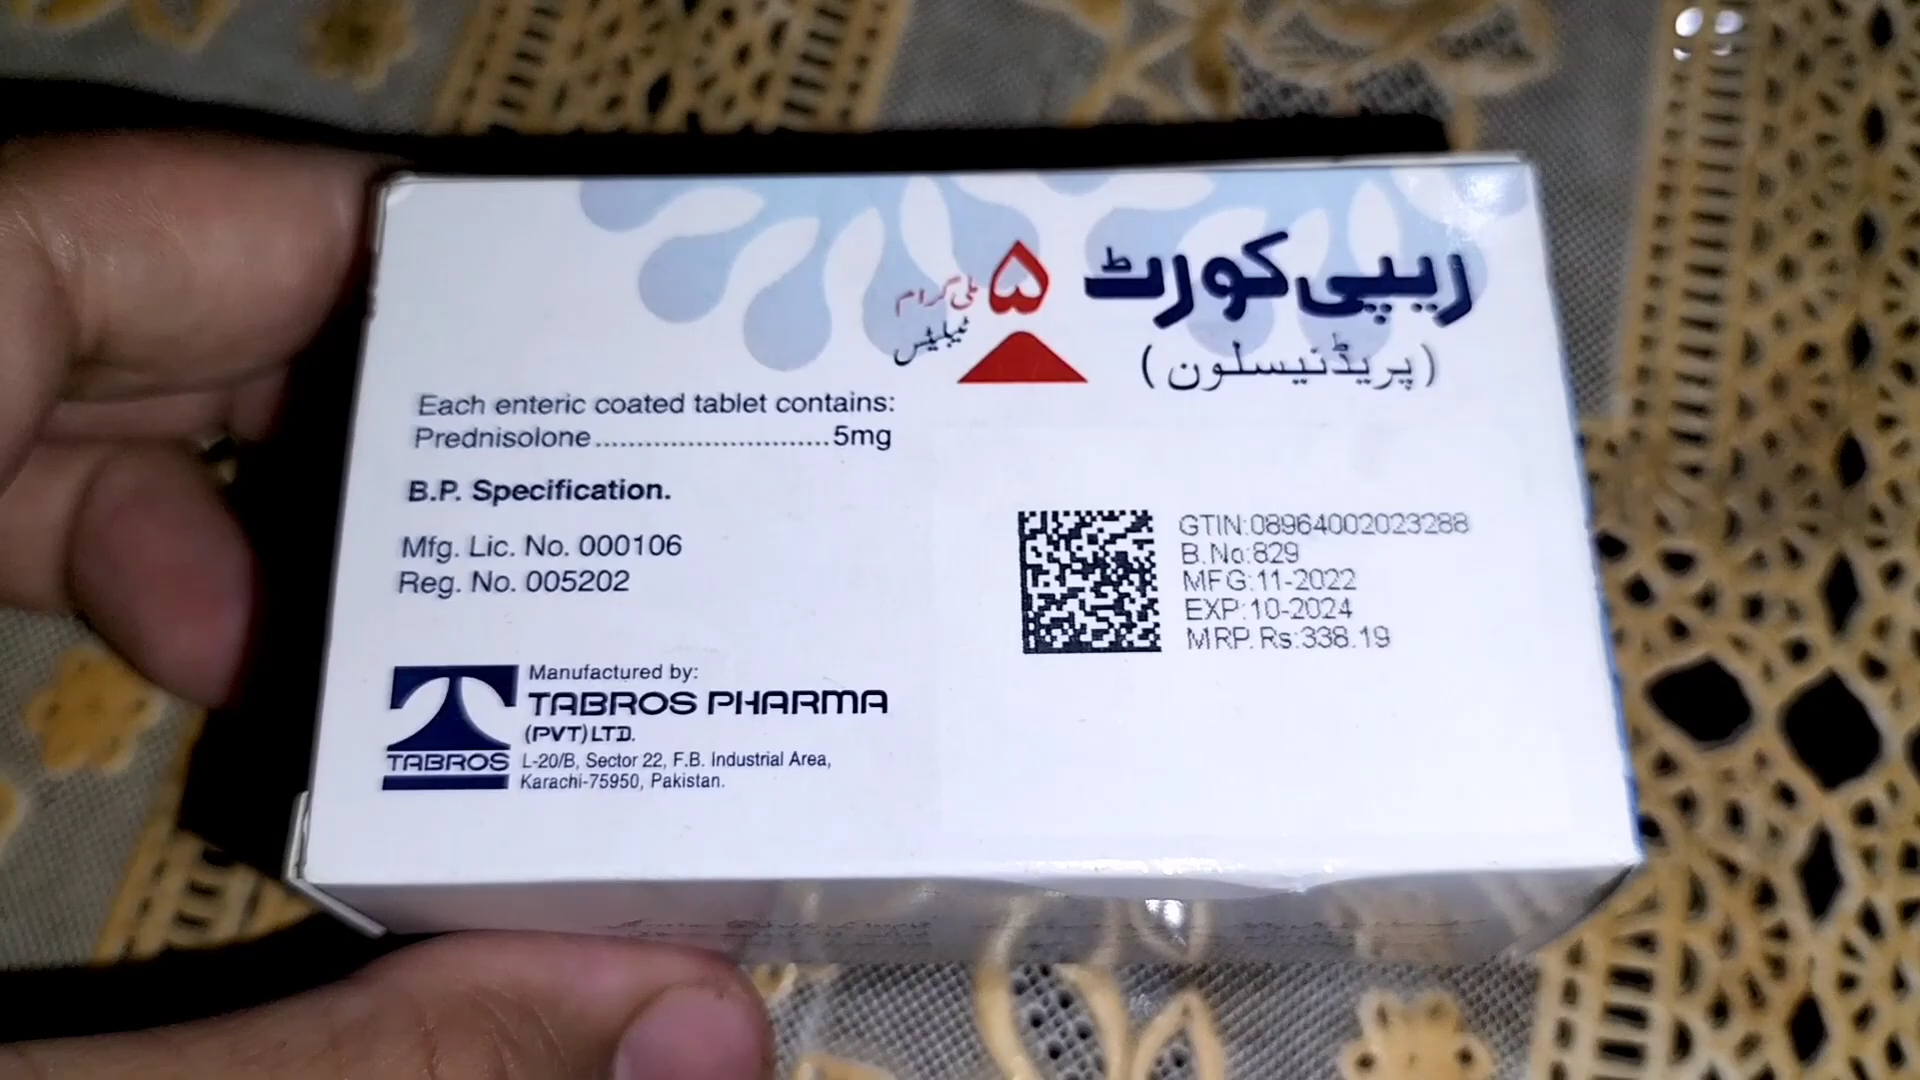 ریپی کورٹ ۵ ملی گرام
ٹیبلیٹس
(پریڈنیسلون)
Each enteric coated tablet contains:
Prednisolone............................5mg
B.P. Specification.
Mfg. Lic. No. 000106
Reg. No. 005202
GTIN:08964002023288
B.No:829
MFG:11-2022
EXP:10-2024
MRP.Rs:338.19
Manufactured by:
TABROS PHARMA
(PVT)LTD.
L-20/B, Sector 22, F.B. Industrial Area,
Karachi-75950, Pakistan.
TABROS